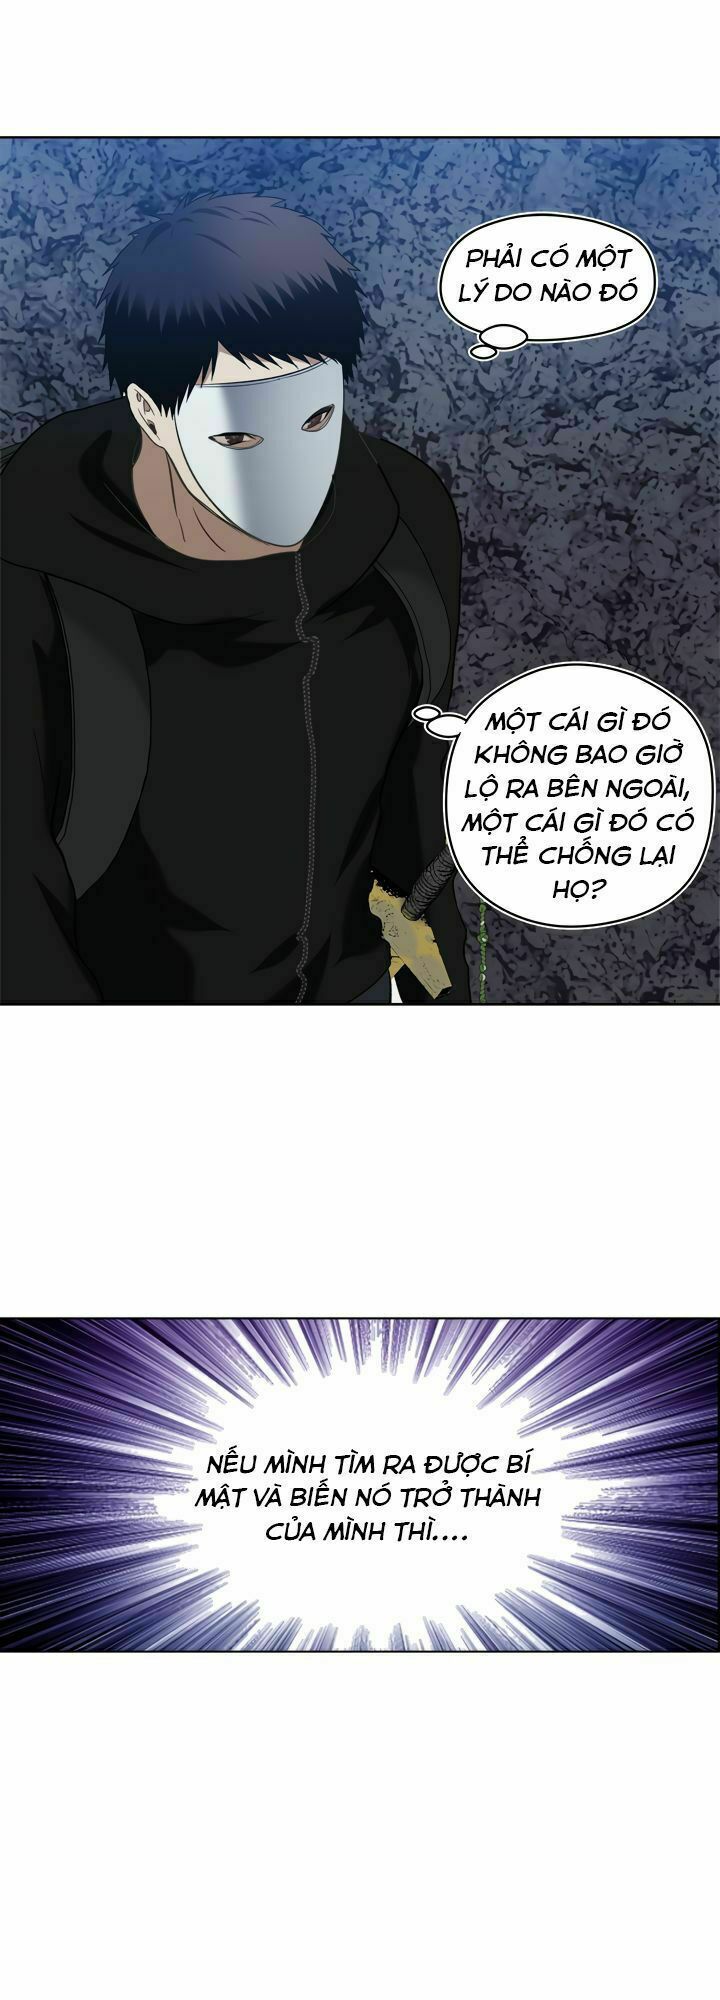 PHẢI CÓ MỘT
LÝ DO NÀO ĐÓ
MỘT CÁI GÌ ĐÓ
KHÔNG BAO GIỜ
LỘ RA BÊN NGOÀI,
MỘT CÁI GÌ ĐÓ CÓ
THỂ CHỐNG LẠI
HỌ?
NẾU MÌNH TÌM RA ĐƯỢC BÍ
MẬT VÀ BIẾN NÓ TRỞ THÀNH
CỦA MÌNH THÌ....